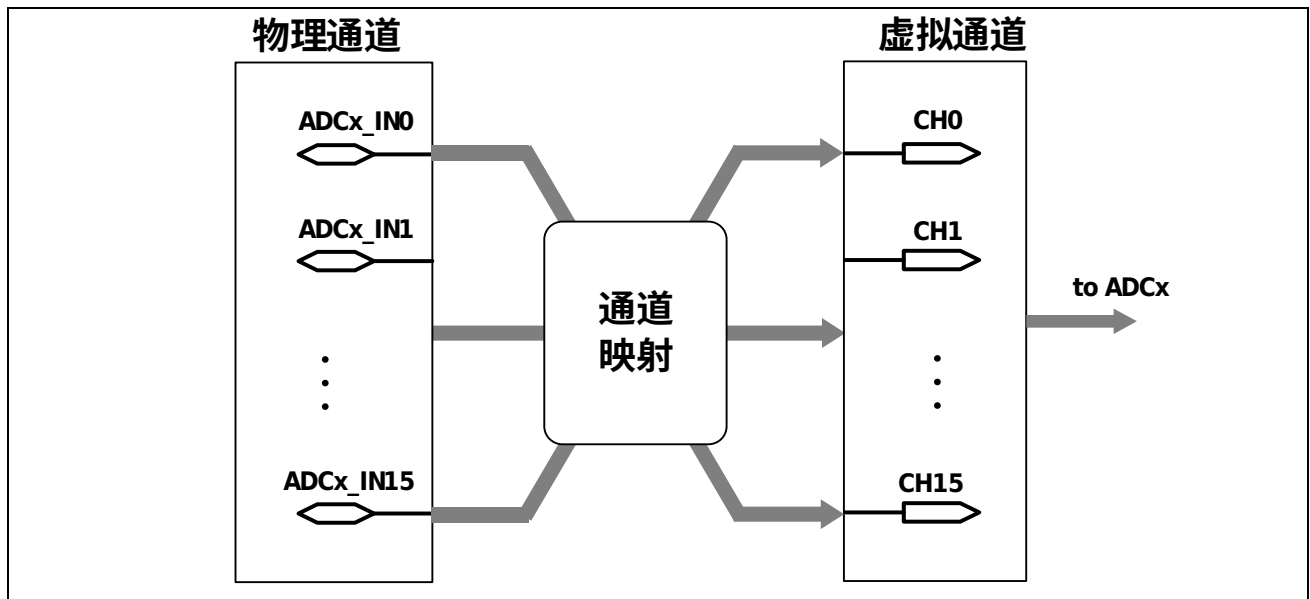 物理通道
虚拟通道
ADCx_IN0
CH0
ADCx_IN1
CH1
to ADCx
通道
映射
ADCx_IN15
CH15